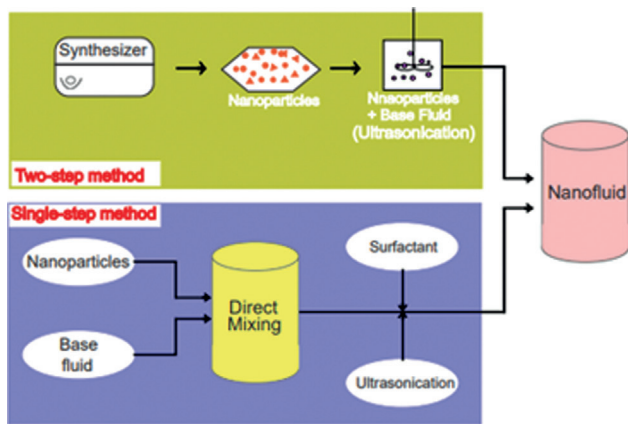 Synthesizer
Nanoparticles
Nnaoparticles
+ Base Fluid
(Ultrasonication)
Two-step method
Nanofluid
Single-step method
Nanoparticles
Surfactant
Direct
Mixing
Base
fluid
Ultrasonication